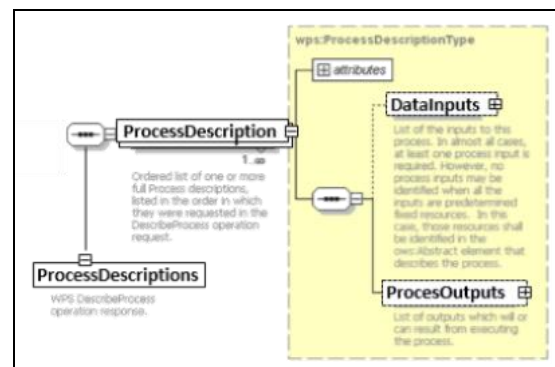 wps:ProcessDescriptionType
attributes
DataInputs
List of the inputs to this
process. In almost all cases,
at least one process input is
required. However, no
process inputs may be
identified when all the
inputs are predetermined
fixed resources. In this
case, those resources shall
be identified in the
ows:Abstract element that
describes the process.
ProcessDescription
1..∞
Ordered list of one or more
full Process descriptions,
listed in the order in which
they were requested in the
DescribeProcess operation
request.
ProcessDescriptions
WPS DescribeProcess
operation response.
ProcesOutputs
List of outputs which will or
can result from executing
the process.